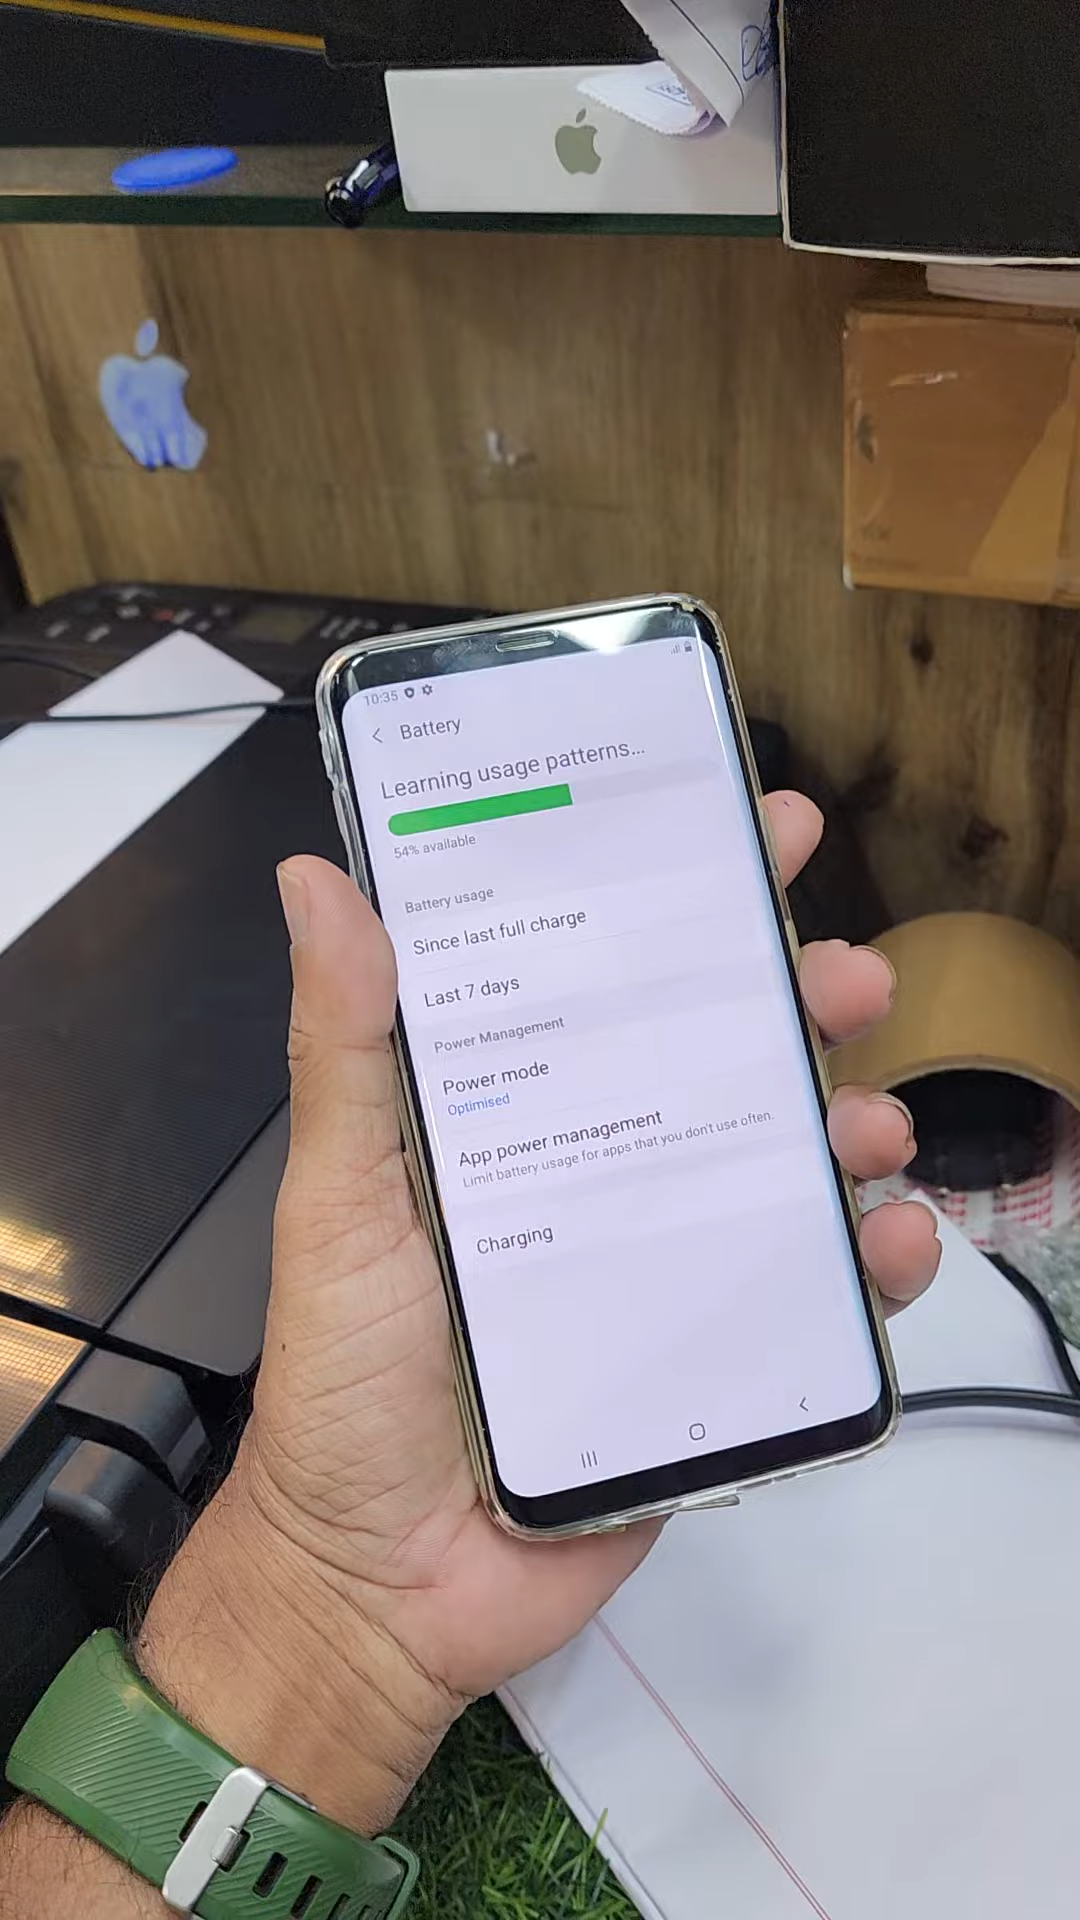 10:35
Battery
Learning usage patterns...
54% available
Battery usage
Since last full charge
Last 7 days
Power Management
Power mode
Optimised
App power management
Limit battery usage for apps that you don't use often.
Charging